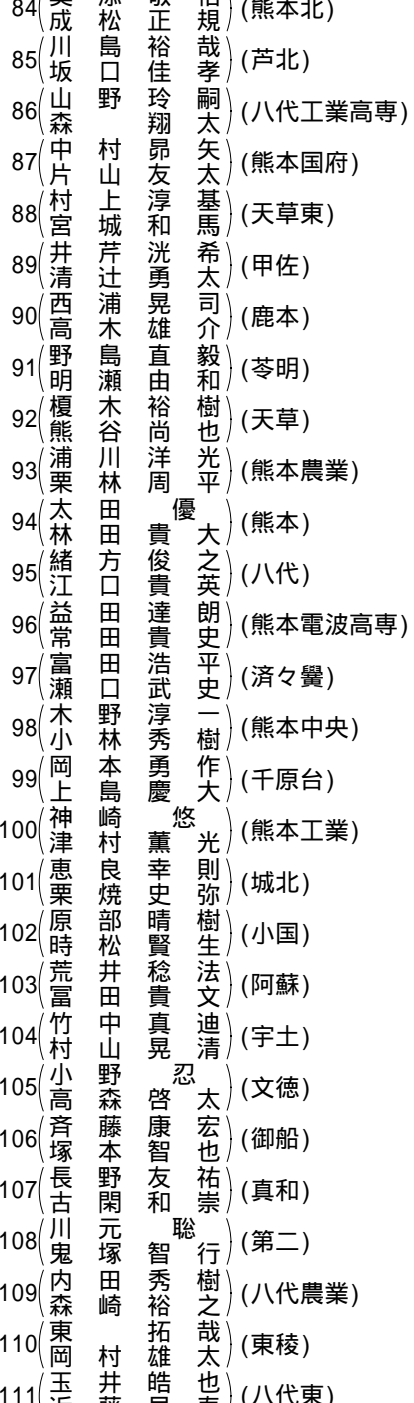 84 成松正規 (熊本北)
85 川島裕哉
坂口佳孝 (芦北)
86 山野玲嗣
森翔太 (八代工業高専)
87 中村昴矢
片山友太 (熊本国府)
88 村上淳基
宮城和馬 (天草東)
89 井芹洸希
清辻勇太 (甲佐)
90 西浦晃司
高木雄介 (鹿本)
91 野島直毅
明瀬由和 (苓明)
92 榎木裕樹
熊谷尚也 (天草)
93 浦川洋光
栗林周平 (熊本農業)
94 太田優
林田貴大 (熊本)
95 緒方俊之
江口貴英 (八代)
96 益田達朗
常田貴史 (熊本電波高専)
97 富田浩平
瀬口武史 (済々黌)
98 木野淳一
小林秀樹 (熊本中央)
99 岡本勇作
上島慶大 (千原台)
100 神崎悠
津村薫光 (熊本工業)
101 恵良幸則
栗焼史弥 (城北)
102 原部晴樹
時松賢生 (小国)
103 荒井稔法
冨田貴文 (阿蘇)
104 竹中真迪
村山晃清 (宇土)
105 小野忍
高森啓太 (文徳)
106 斉藤康宏
塚本智也 (御船)
107 長野友祐
古閑和崇 (真和)
108 川元聡
鬼塚智行 (第二)
109 内田秀樹
森崎裕之 (八代農業)
110 東拓哉
岡村雄太 (東稜)
111 玉井皓也
(八代東)